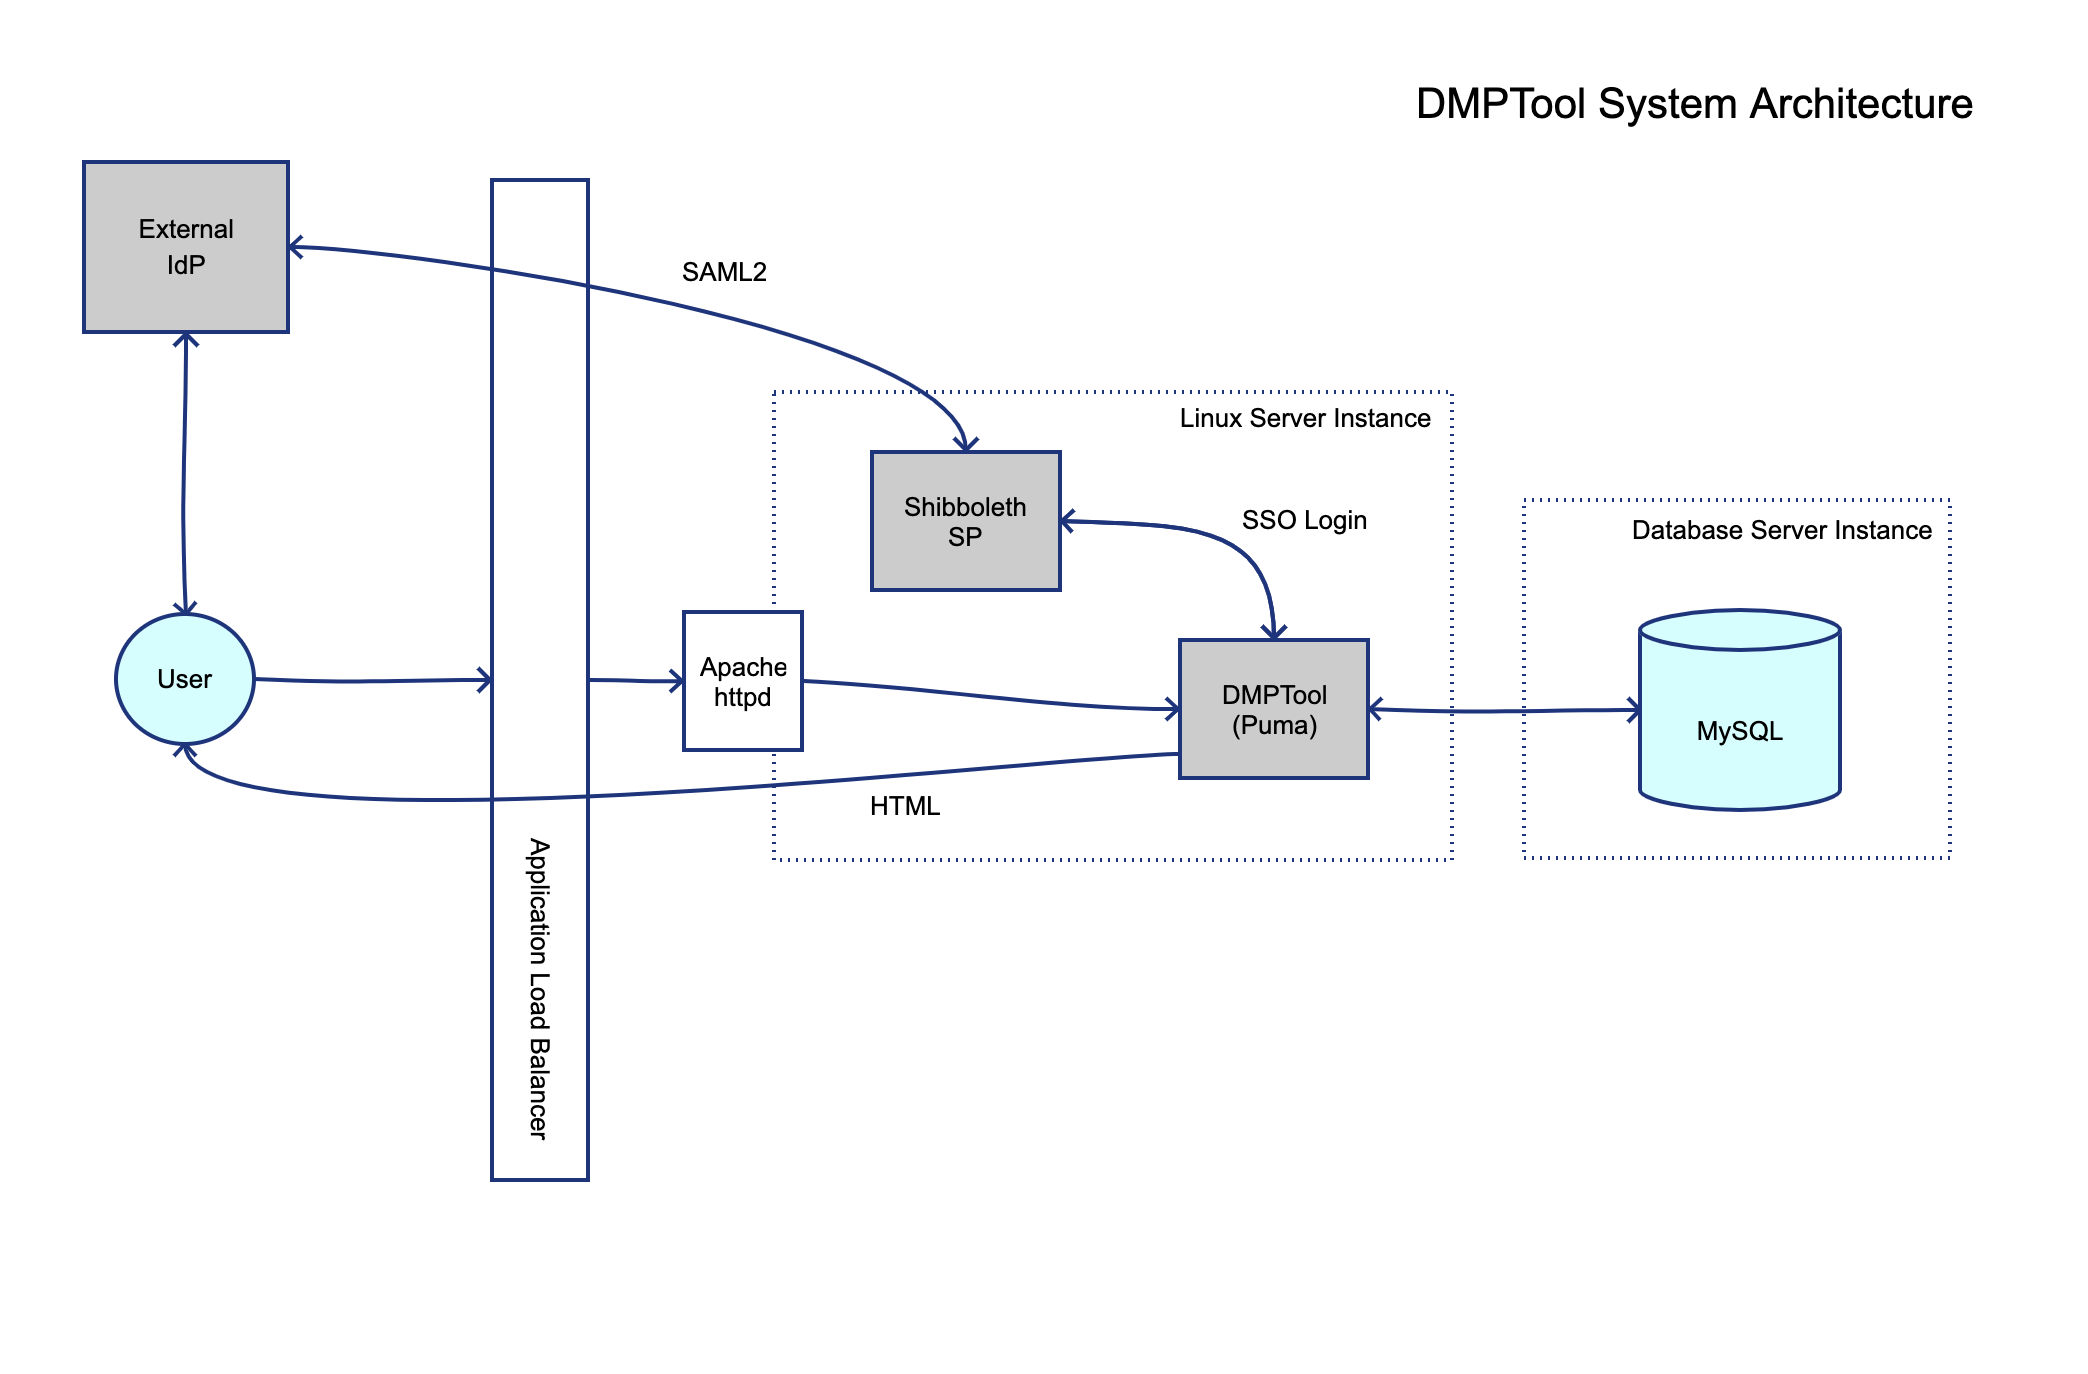 DMPTool System Architecture
External
IdP
SAML2
Linux Server Instance
Shibboleth
SP
SSO Login
Database Server Instance
User
Apache
httpd
DMPTool
(Puma)
MySQL
HTML
Application Load Balancer